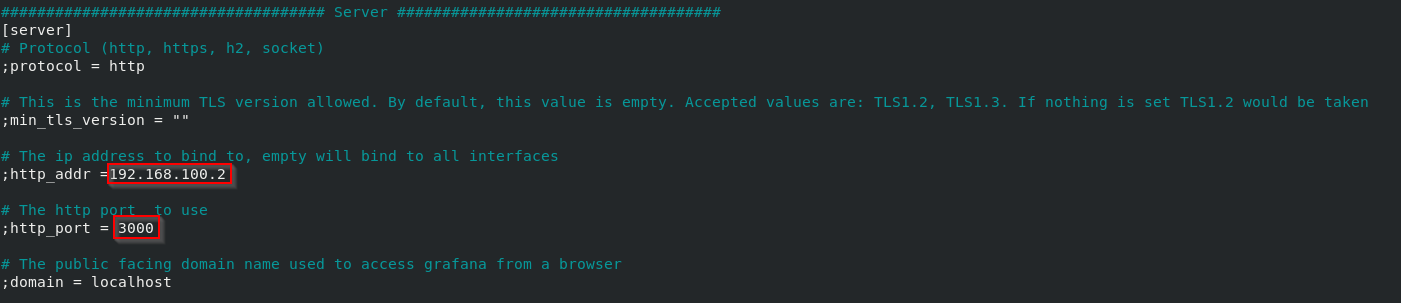 #################################### Server ####################################
[server]
# Protocol (http, https, h2, socket)
;protocol = http
# This is the minimum TLS version allowed. By default, this value is empty. Accepted values are: TLS1.2, TLS1.3. If nothing is set TLS1.2 would be taken
;min_tls_version = ""
# The ip address to bind to, empty will bind to all interfaces
;http_addr =192.168.100.2
# The http port  to use
;http_port = 3000
# The public facing domain name used to access grafana from a browser
;domain = localhost